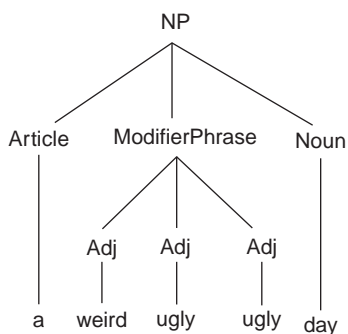 NP
Article ModifierPhrase Noun
Adj Adj Adj
a weird ugly ugly day